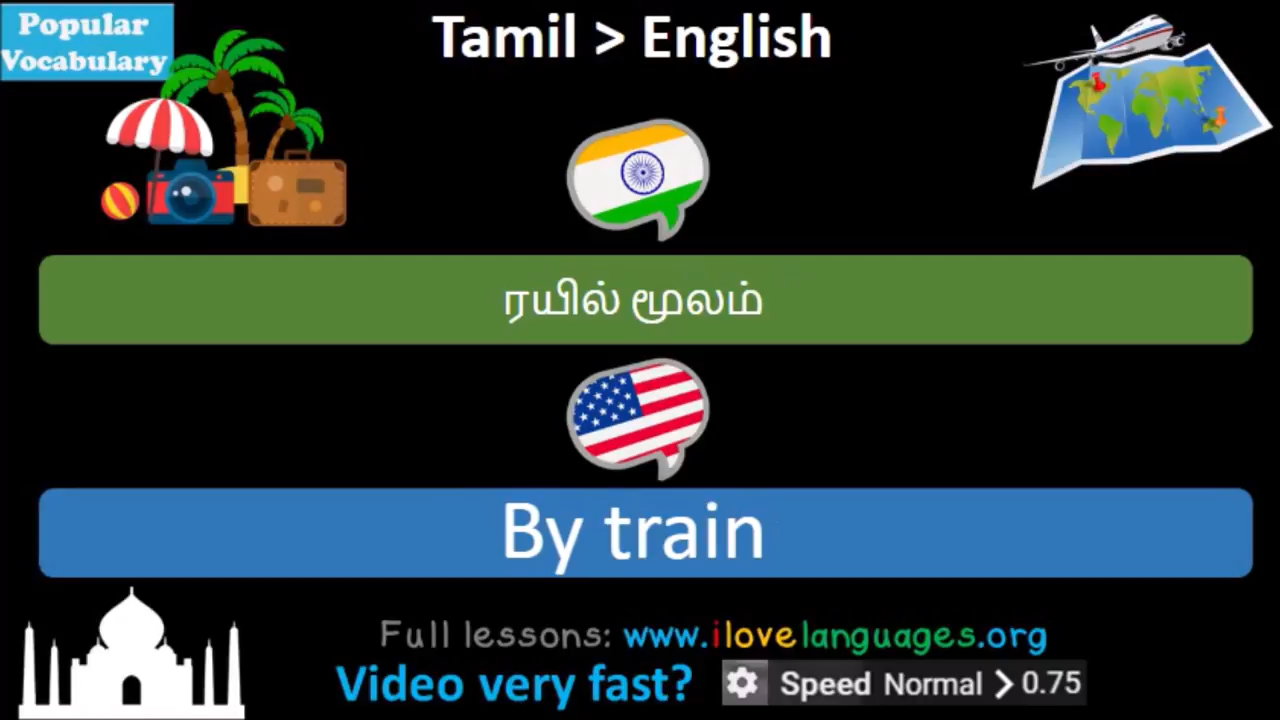 Popular
Vocabulary
Tamil > English
ரயில் மூலம்
By train
Full lessons: www.ilovelanguages.org
Video very fast? Speed Normal > 0.75